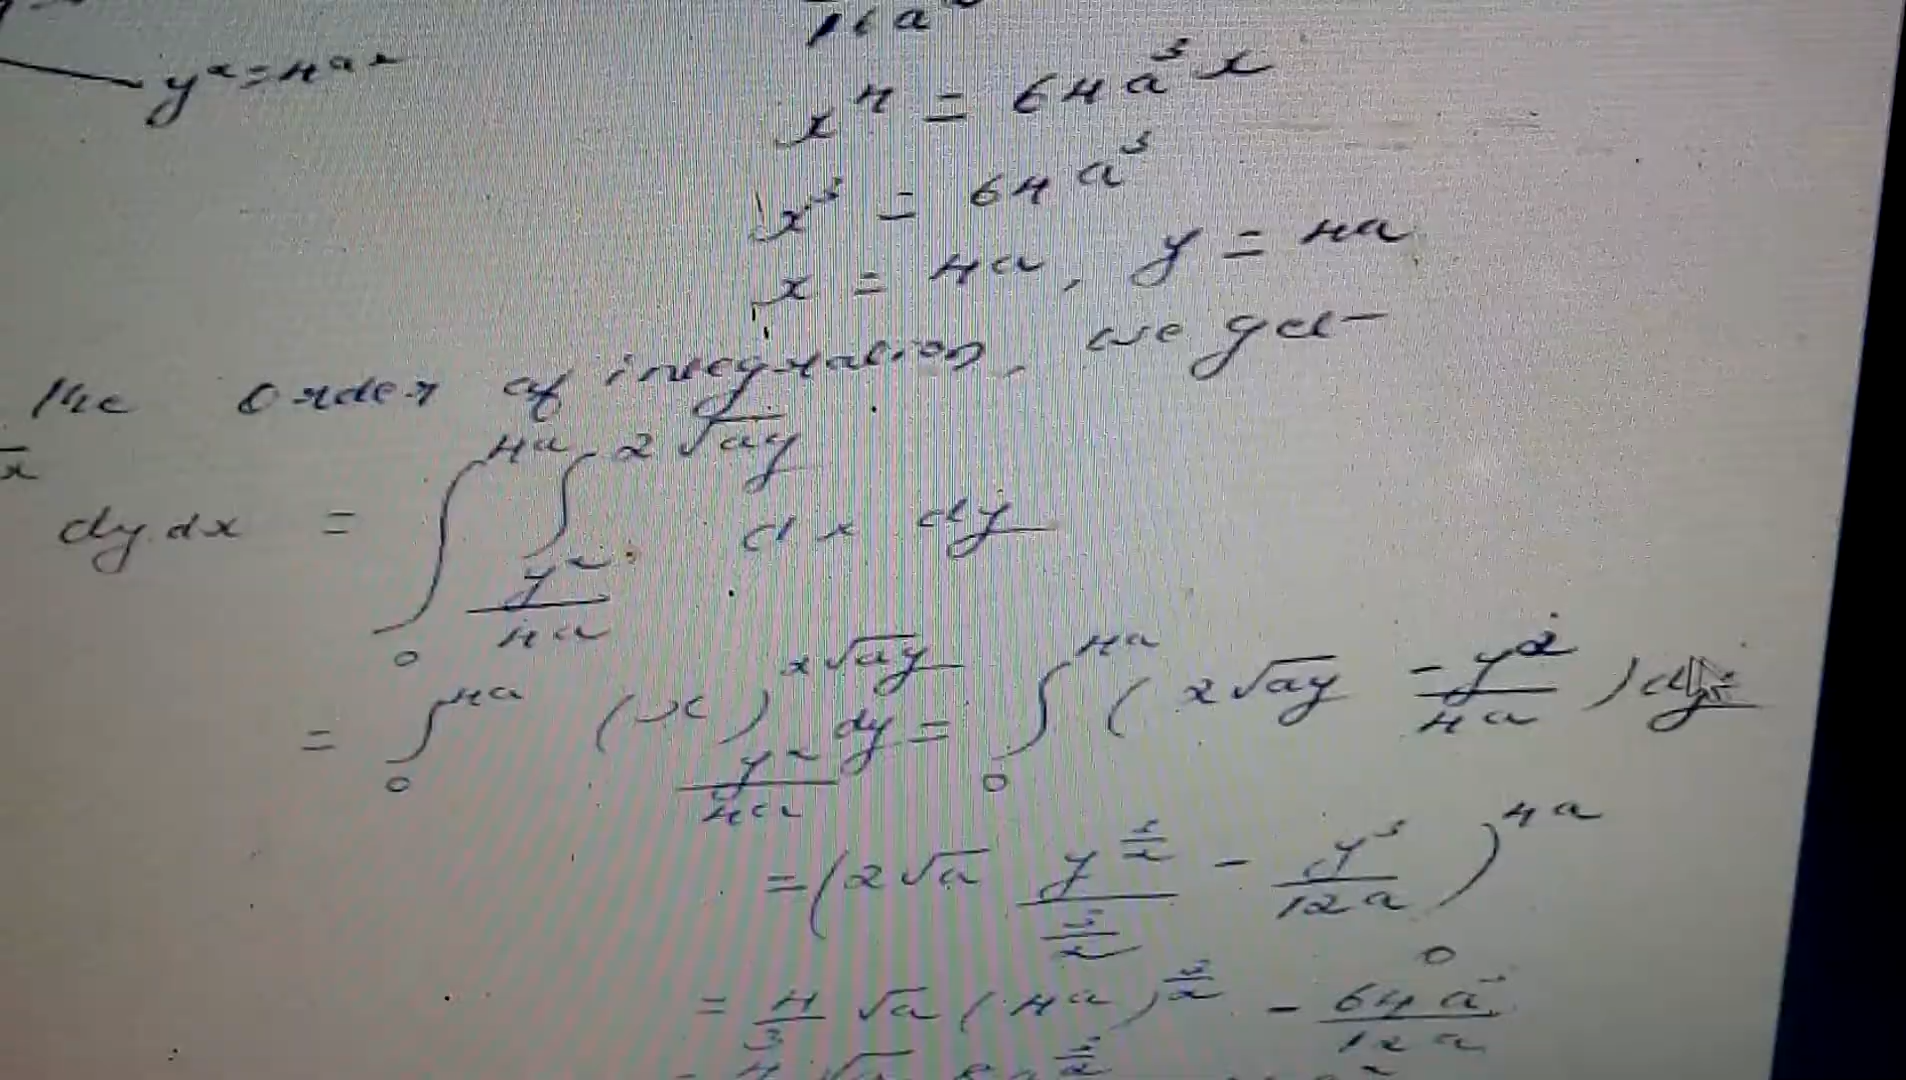 16a²
y² = 4ax
x⁴ = 64a³x
x³ = 64a³
x = 4a, y = 4a
the order of integration, we get
x
dy dx = ∫₀^{4a} ∫_{y²/4a}^{2√ay} dx dy
= ∫₀^{4a} (x)_{y²/4a}^{2√ay} dy = ∫₀^{4a} (2√ay - y²/4a) dy
= (2√a y^{3/2}/(3/2) - y³/12a)₀^{4a}
= 4/3 √a (4a)^{3/2} - 64a³/12a